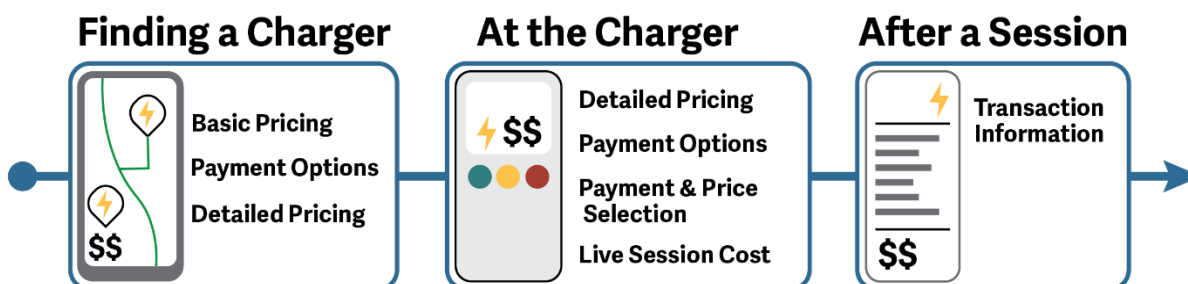 Finding a Charger
Basic Pricing
Payment Options
Detailed Pricing
$$
At the Charger
$$
Detailed Pricing
Payment Options
Payment & Price
Selection
Live Session Cost
After a Session
Transaction
Information
$$